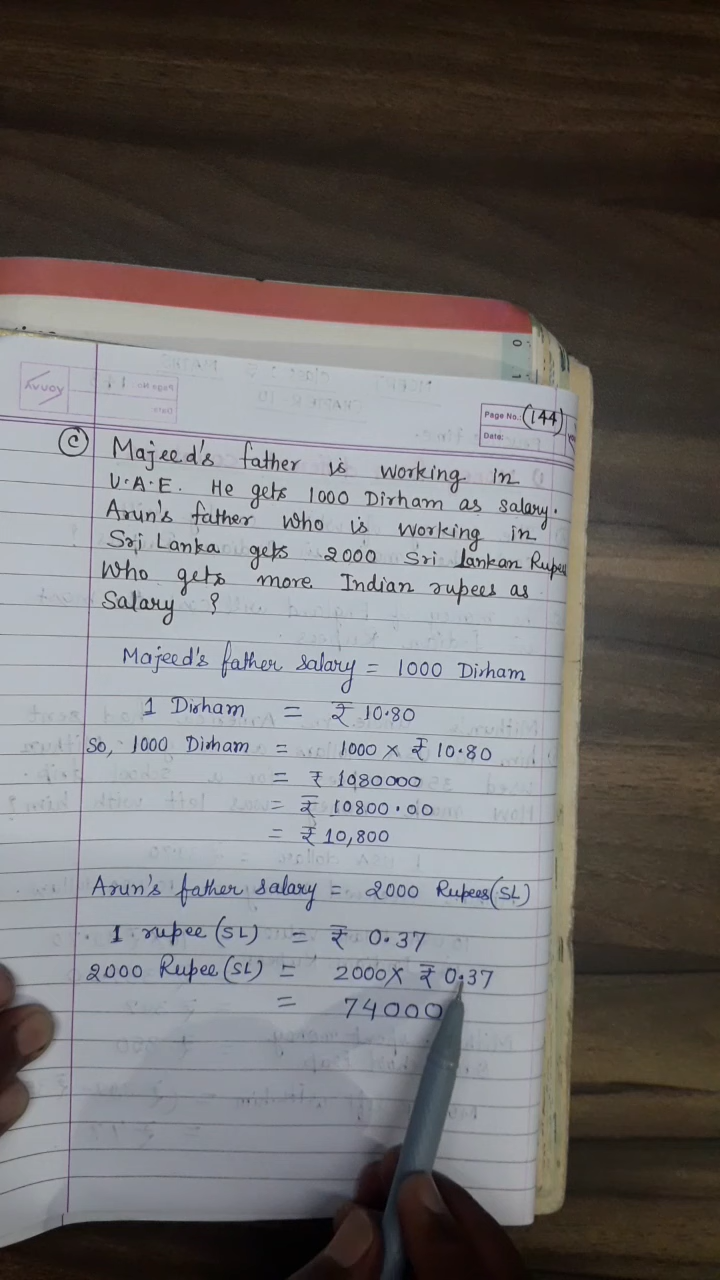 Page No. 144
Date:
(C) Majeed's father is working in
U.A.E. He gets 1000 Dirham as salary.
Arun's father who is working in
Sri Lanka gets 2000 Sri Lankan Rupee
Who gets more Indian rupees as
Salary ?
Majeed's father salary = 1000 Dirham
1 Dirham = ₹ 10.80
So, 1000 Dirham = 1000 × ₹ 10.80
= ₹ 1080000
= ₹ 10800.00
= ₹ 10,800
Arun's father salary = 2000 Rupees (SL)
1 rupee (SL) = ₹ 0.37
2000 Rupee (SL) = 2000 × ₹ 0.37
= 74000